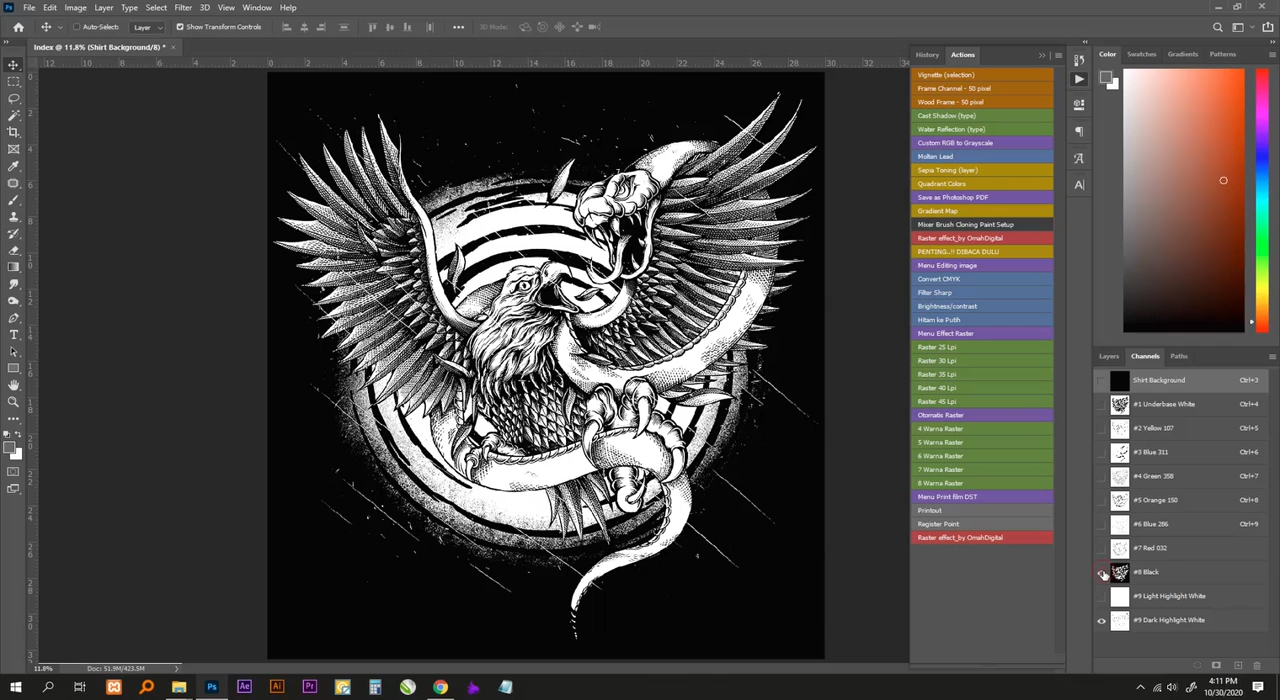 Ps File Edit Image Layer Type Select Filter 3D View Window Help
Auto-Select: Layer Show Transform Controls 3D Mode:
Index @ 11.8% (Shirt Background/8) * ×
History Actions
Vignette (selection)
Frame Channel - 50 pixel
Wood Frame - 50 pixel
Cast Shadow (type)
Water Reflection (type)
Custom RGB to Grayscale
Molten Lead
Sepia Toning (layer)
Quadrant Colors
Save as Photoshop PDF
Gradient Map
Mixer Brush Cloning Paint Setup
Raster effect_by OmahDigital
PENTING..!! DIBACA DULU
Menu Editing image
Convert CMYK
Filter Sharp
Brightness/contrast
Hitam ke Putih
Menu Effect Raster
Raster 25 Lpi
Raster 30 Lpi
Raster 35 Lpi
Raster 40 Lpi
Raster 45 Lpi
Otomatis Raster
4 Warna Raster
5 Warna Raster
6 Warna Raster
7 Warna Raster
8 Warna Raster
Menu Print film DST
Printout
Register Point
Raster effect_by OmahDigital
Color Swatches Gradients Patterns
Layers Channels Paths
Shirt Background Ctrl+3
#1 Underbase White Ctrl+4
#2 Yellow 107 Ctrl+5
#3 Blue 311 Ctrl+6
#4 Green 358 Ctrl+7
#5 Orange 150 Ctrl+8
#6 Blue 286 Ctrl+9
#7 Red 032
#8 Black
#9 Light Highlight White
#9 Dark Highlight White
11.8% Doc: 51.9M/423.5M
4:11 PM
10/30/2020